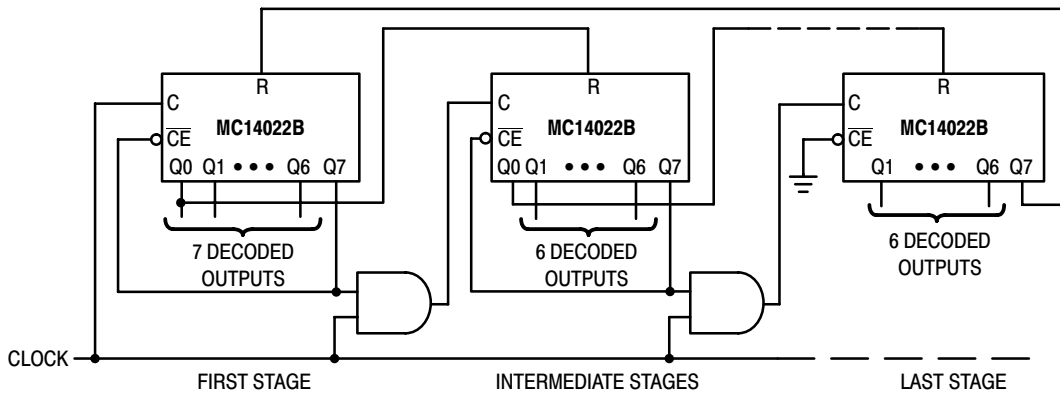 R R R
C C C
MC14022B MC14022B MC14022B
CE CE CE
Q0 Q1 ••• Q6 Q7 Q0 Q1 ••• Q6 Q7 Q1 ••• Q6 Q7
7 DECODED OUTPUTS
6 DECODED OUTPUTS
6 DECODED OUTPUTS
CLOCK
FIRST STAGE INTERMEDIATE STAGES LAST STAGE